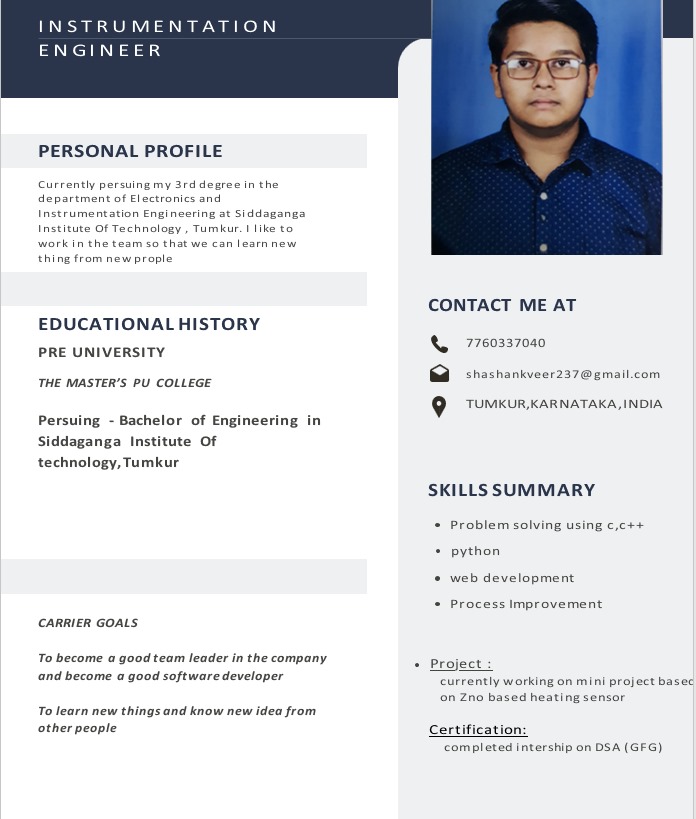 INSTRUMENTATION
ENGINEER
PERSONAL PROFILE
Currently persuing my 3rd degree in the
department of Electronics and
Instrumentation Engineering at Siddaganga
Institute Of Technology , Tumkur. I like to
work in the team so that we can learn new
thing from new prople
EDUCATIONAL HISTORY
PRE UNIVERSITY
THE MASTER’S PU COLLEGE
Persuing - Bachelor of Engineering in
Siddaganga Institute Of
technology,Tumkur
CARRIER GOALS
To become a good team leader in the company
and become a good software developer
To learn new things and know new idea from
other people
CONTACT ME AT
7760337040
shashankveer237@gmail.com
TUMKUR,KARNATAKA,INDIA
SKILLS SUMMARY
• Problem solving using c,c++
• python
• web development
• Process Improvement
• Project :
currently working on mini project based
on Zno based heating sensor
Certification:
completed intership on DSA (GFG)